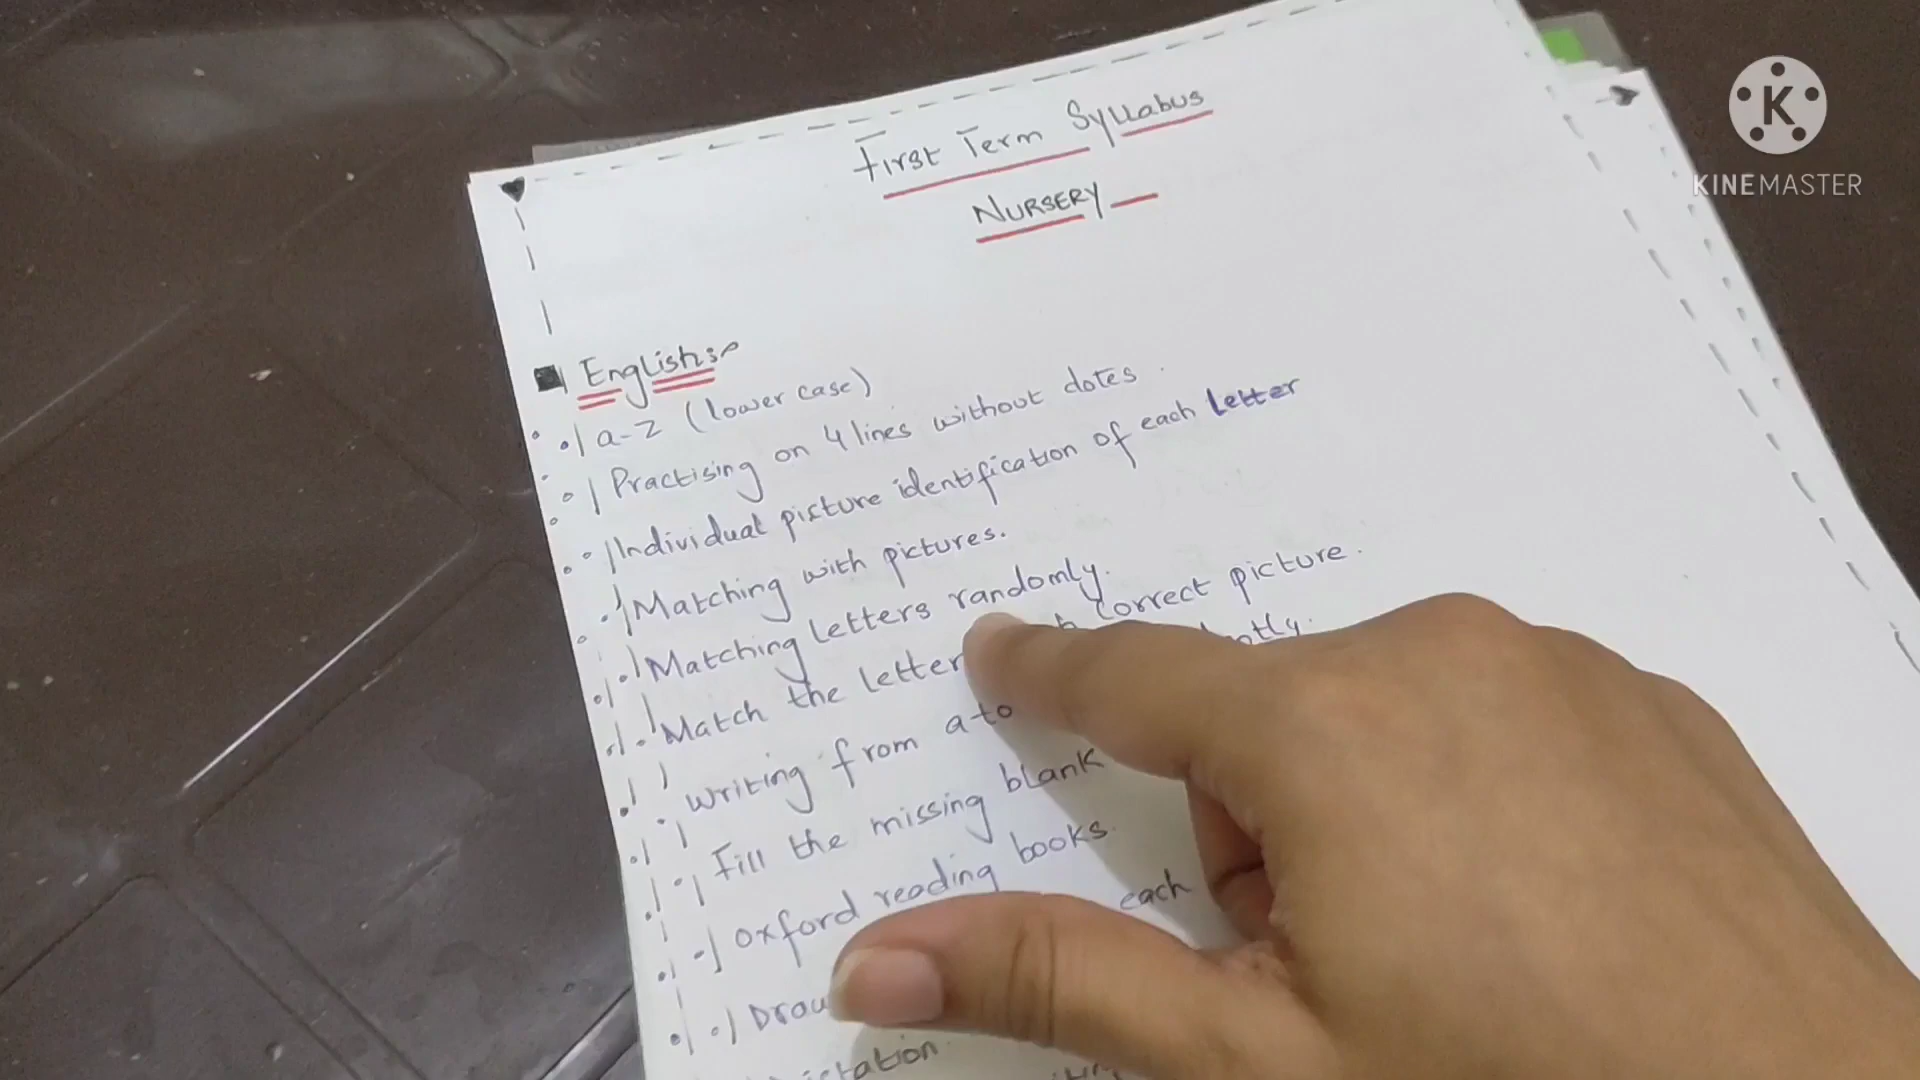 First Term Syllabus
NURSERY
English:
a-z (lower case)
Practising on 4 lines without dotes.
Individual picture identification of each Letter
Matching with pictures.
Matching Letters randomly.
Match the Letter correct picture.
writing from a to
Fill the missing blank
Oxford reading books.
each
K
KINEMASTER